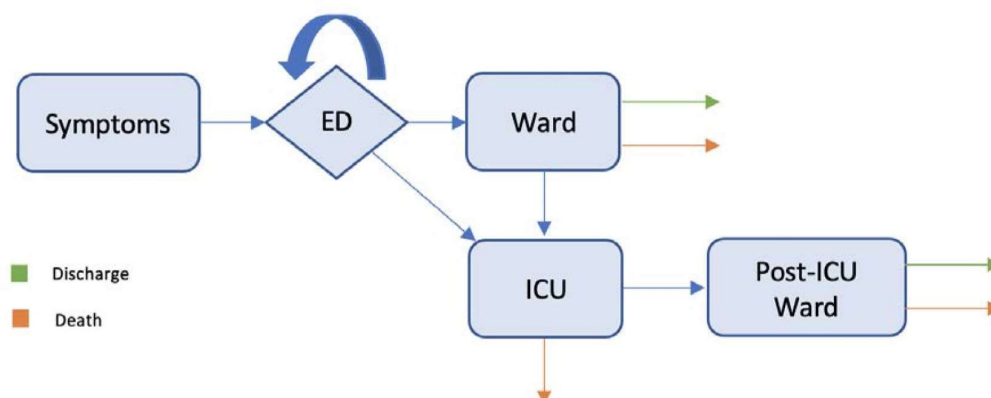 Symptoms
ED
Ward
ICU
Post-ICU
Ward
Discharge
Death